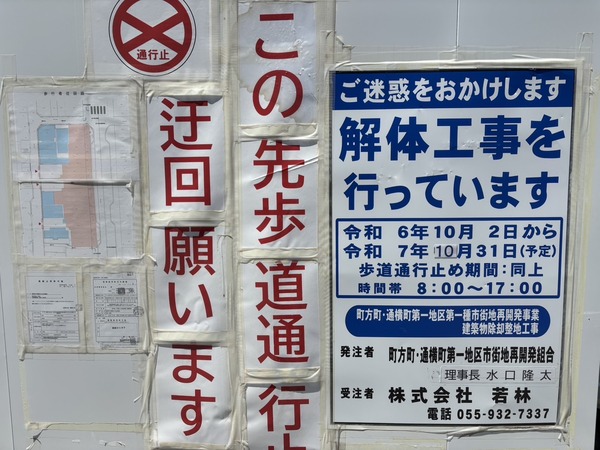 通行止
この先歩道通行止
迂回願います
ご迷惑をおかけします
解体工事を
行っています
令和 6年10月 2日から
令和 7年10月31日(予定)
歩道通行止め期間:同上
時間帯 8:00～17:00
町方町・通横町第一地区第一種市街地再開発事業
建築物除却整地工事
発注者 町方町・通横町第一地区市街地再開発組合
理事長 水口隆太
受注者 株式会社 若林
電話 055-932-7337